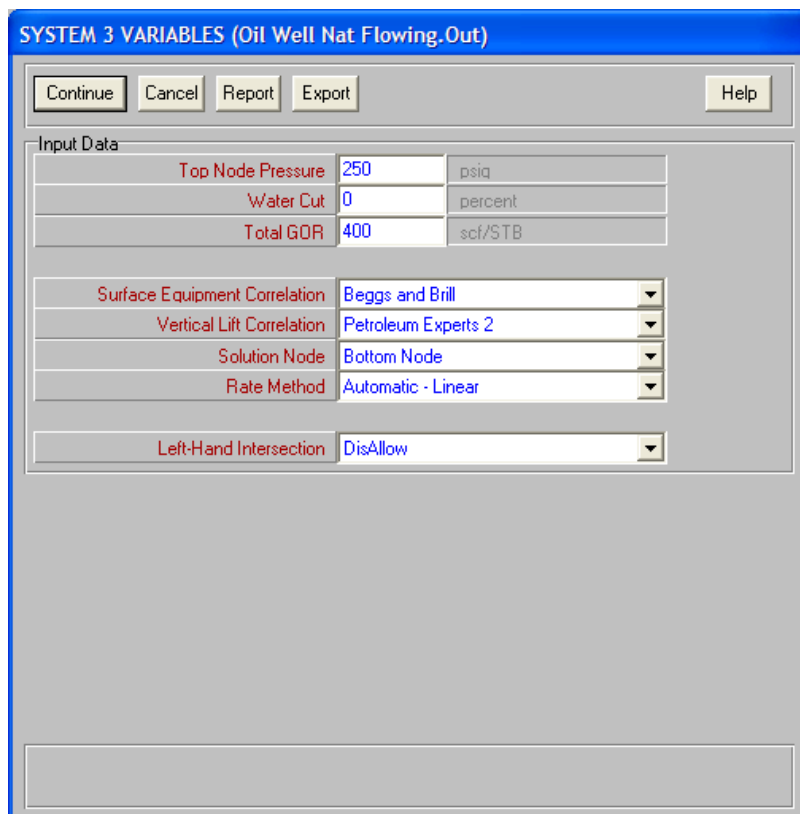 SYSTEM 3 VARIABLES (Oil Well Nat Flowing.Out)
Continue Cancel Report Export Help
Input Data
Top Node Pressure 250 psig
Water Cut 0 percent
Total GOR 400 scf/STB
Surface Equipment Correlation Beggs and Brill
Vertical Lift Correlation Petroleum Experts 2
Solution Node Bottom Node
Rate Method Automatic - Linear
Left-Hand Intersection DisAllow